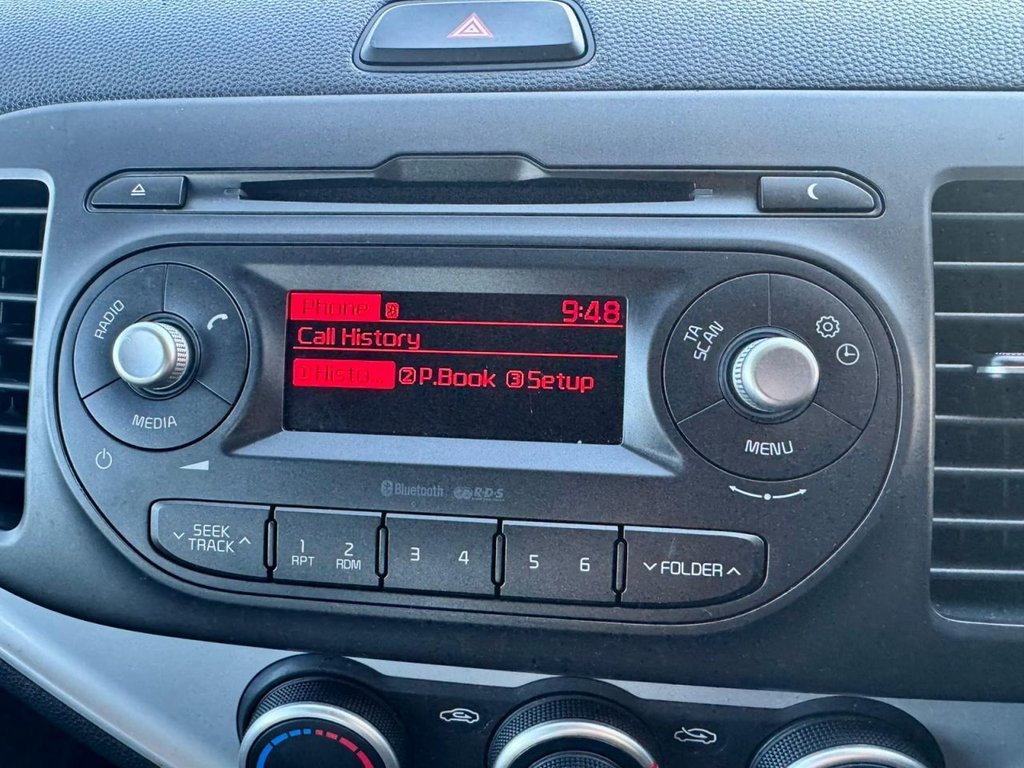 Phone 9:48
Call History
1 Histo... 2 P.Book 3 Setup
RADIO
MEDIA
TA
SCAN
MENU
Bluetooth R·D·S
SEEK
TRACK
1 2 3 4 5 6
RPT RDM
FOLDER